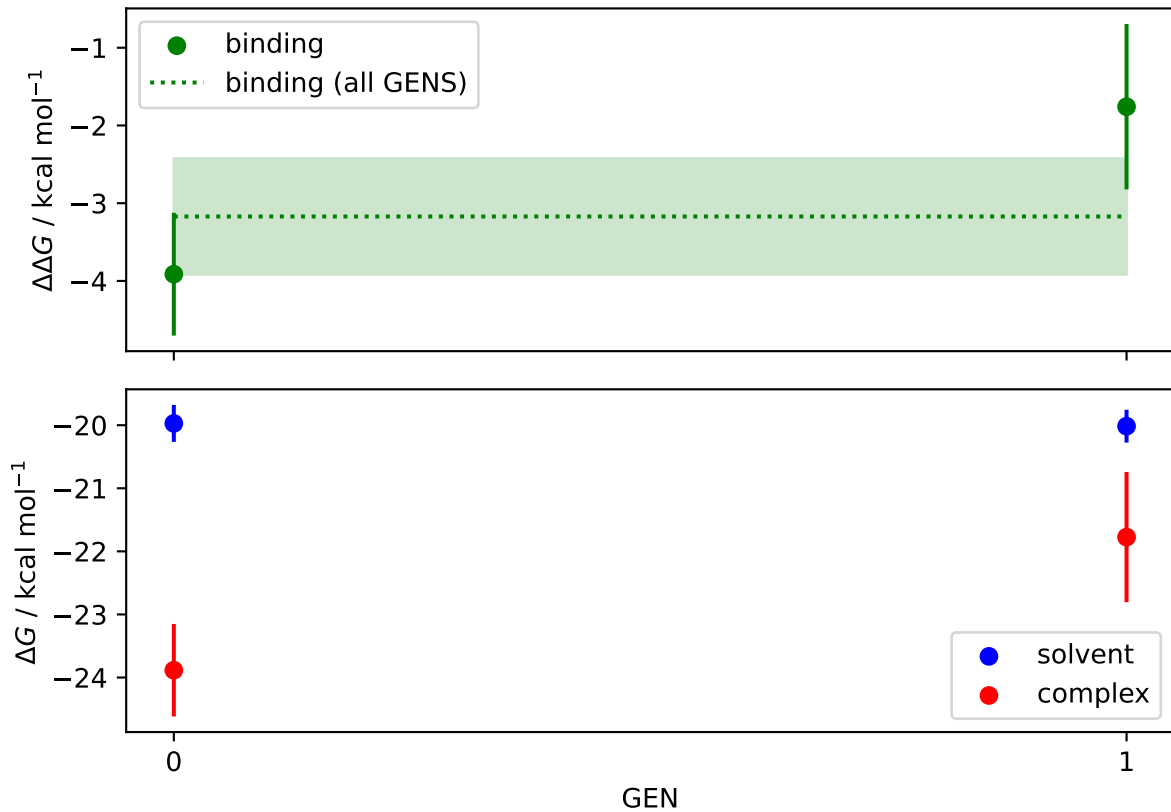 binding
binding (all GENS)
−1
−2
−3
−4
ΔΔG / kcal mol⁻¹
−20
−21
−22
−23
−24
ΔG / kcal mol⁻¹
solvent
complex
0
1
GEN